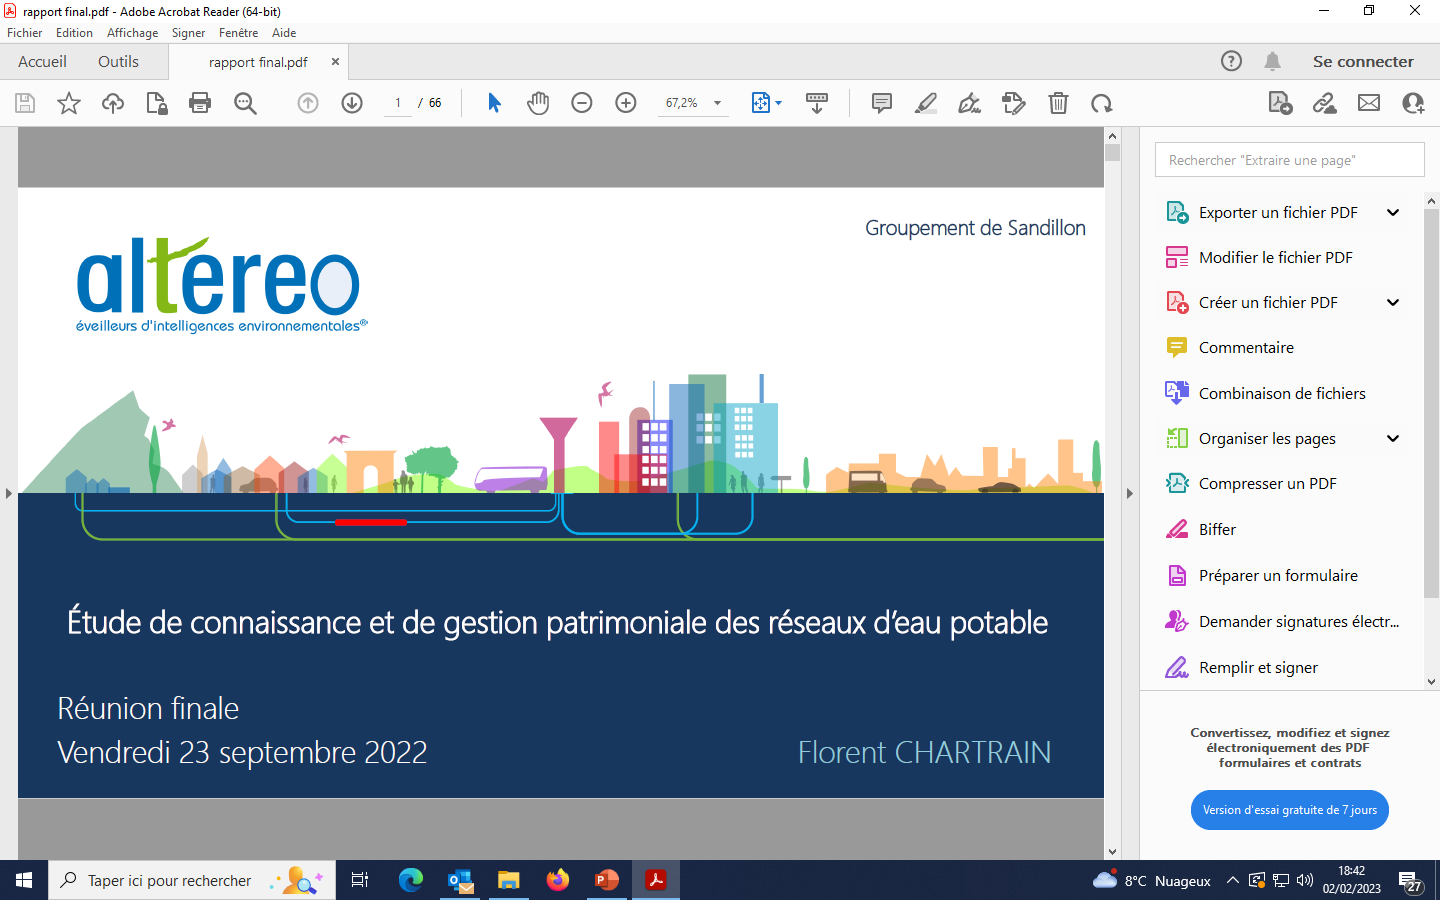 rapport final.pdf - Adobe Acrobat Reader (64-bit)
Fichier Edition Affichage Signer Fenêtre Aide
Accueil Outils rapport final.pdf × Se connecter
1 / 66 67,2%
Rechercher "Extraire une page"
Exporter un fichier PDF
Modifier le fichier PDF
Créer un fichier PDF
Commentaire
Combinaison de fichiers
Organiser les pages
Compresser un PDF
Biffer
Préparer un formulaire
Demander signatures électr...
Remplir et signer
Convertissez, modifiez et signez
électroniquement des PDF
formulaires et contrats
Version d'essai gratuite de 7 jours
Groupement de Sandillon
altereo
éveilleurs d'intelligences environnementales®
Étude de connaissance et de gestion patrimoniale des réseaux d’eau potable
Réunion finale
Vendredi 23 septembre 2022
Florent CHARTRAIN
Taper ici pour rechercher
8°C Nuageux
18:42
02/02/2023
27